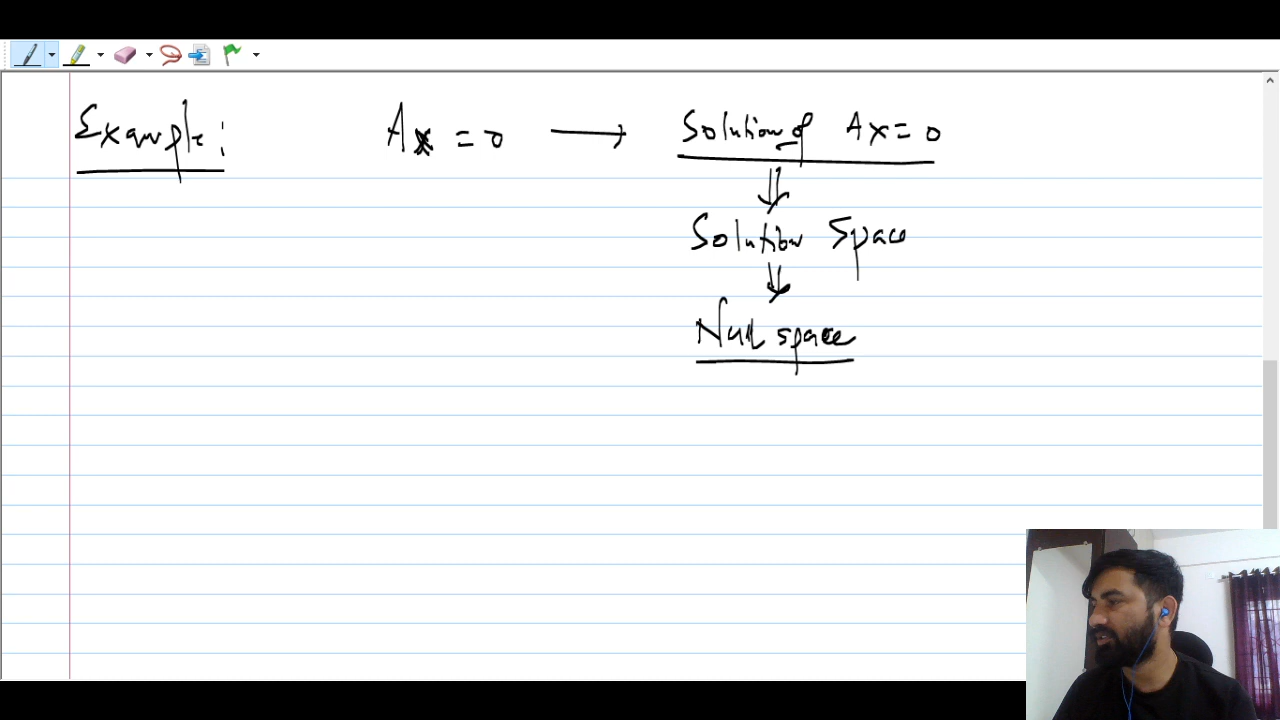 Example: Ax = 0 → Solution of Ax = 0
⇓
Solution Space
⇓
Null space